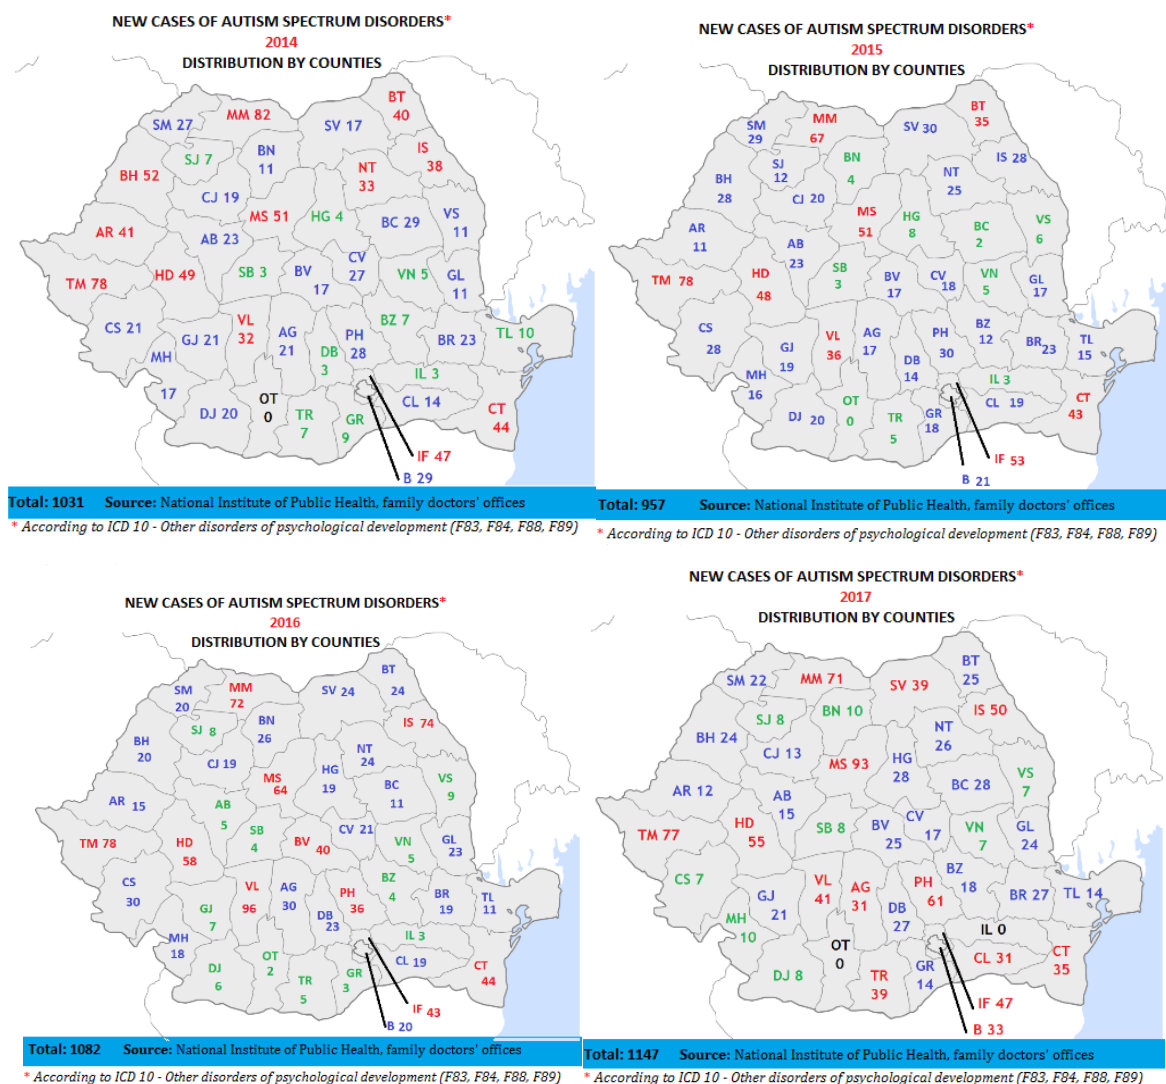 NEW CASES OF AUTISM SPECTRUM DISORDERS*
2014
DISTRIBUTION BY COUNTIES
BT
40
MM 82
SM 27
SV 17
IS
38
BN
11
SJ 7
NT
33
BH 52
CJ 19
MS 51
HG 4
BC 29
VS
11
AR 41
AB 23
CV
27
HD 49
SB 3
BV
17
VN 5
GL
11
TM 78
CS 21
GJ 21
VL
32
AG
21
PH
28
BZ 7
BR 23
TL 10
MH
17
DB
3
IL 3
DJ 20
OT
0
TR
7
GR
9
CL 14
CT
44
IF 47
B 29
Total: 1031 Source: National Institute of Public Health, family doctors' offices
* According to ICD 10 - Other disorders of psychological development (F83, F84, F88, F89)
NEW CASES OF AUTISM SPECTRUM DISORDERS*
2015
DISTRIBUTION BY COUNTIES
BT
35
MM
67
SM
29
SV 30
IS 28
SJ
12
BN
4
NT
25
BH
28
CJ 20
MS
51
HG
8
BC
2
VS
6
AR
11
AB
23
SB
3
BV
17
CV
18
VN
5
GL
17
TM 78
HD
48
CS
28
GJ
19
VL
36
AG
17
PH
30
BZ
12
BR 23
TL
15
MH
16
DB
14
IL 3
DJ 20
OT
0
TR
5
GR
18
CL 19
CT
43
IF 53
B 21
Total: 957 Source: National Institute of Public Health, family doctors' offices
* According to ICD 10 - Other disorders of psychological development (F83, F84, F88, F89)
NEW CASES OF AUTISM SPECTRUM DISORDERS*
2016
DISTRIBUTION BY COUNTIES
BT
24
SM
20
MM
72
SV 24
IS 74
SJ 8
BN
26
NT
24
BH
20
CJ 19
MS
64
HG
19
BC
11
VS
9
AR 15
AB
5
SB
4
BV 40
CV 21
VN
5
GL
23
TM 78
HD
58
CS
30
VL
96
AG
30
PH
36
BZ
4
BR
19
TL
11
GJ
7
DB
23
IL 3
MH
18
DJ
6
OT
2
TR
5
GR
3
CL 19
CT
44
IF 43
B 20
Total: 1082 Source: National Institute of Public Health, family doctors' offices
* According to ICD 10 - Other disorders of psychological development (F83, F84, F88, F89)
NEW CASES OF AUTISM SPECTRUM DISORDERS*
2017
DISTRIBUTION BY COUNTIES
BT
25
SM 22
MM 71
SV 39
IS 50
SJ 8
BN 10
NT
26
BH 24
CJ 13
MS 93
HG
28
BC 28
VS
7
AR 12
AB
15
HD
55
SB 8
BV
25
CV
17
VN
7
GL
24
TM 77
CS 7
GJ
21
VL
41
AG
31
PH
61
BZ
18
BR 27
TL 14
MH
10
DB
27
IL 0
DJ 8
OT
0
TR
39
GR
14
CL 31
CT
35
IF 47
B 33
Total: 1147 Source: National Institute of Public Health, family doctors' offices
* According to ICD 10 - Other disorders of psychological development (F83, F84, F88, F89)